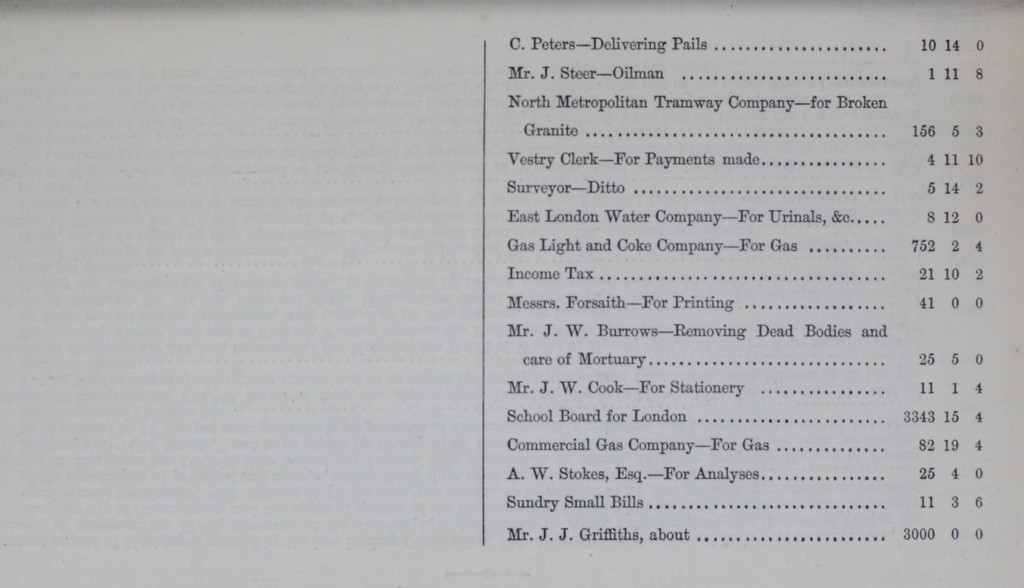 C. Peters—Delivering Pails ...................... 10 14 0
Mr. J. Steer—Oilman .......................... 1 11 8
North Metropolitan Tramway Company—for Broken
Granite ...................................... 156 5 3
Vestry Clerk—For Payments made................ 4 11 10
Surveyor—Ditto ................................ 5 14 2
East London Water Company—For Urinals, &c..... 8 12 0
Gas Light and Coke Company—For Gas .......... 752 2 4
Income Tax .................................... 21 10 2
Messrs. Forsaith—For Printing .................. 41 0 0
Mr. J. W. Burrows—Removing Dead Bodies and
care of Mortuary.............................. 25 5 0
Mr. J. W. Cook—For Stationery ................ 11 1 4
School Board for London ........................ 3343 15 4
Commercial Gas Company—For Gas .............. 82 19 4
A. W. Stokes, Esq.—For Analyses................ 25 4 0
Sundry Small Bills .............................. 11 3 6
Mr. J. J. Griffiths, about ........................ 3000 0 0